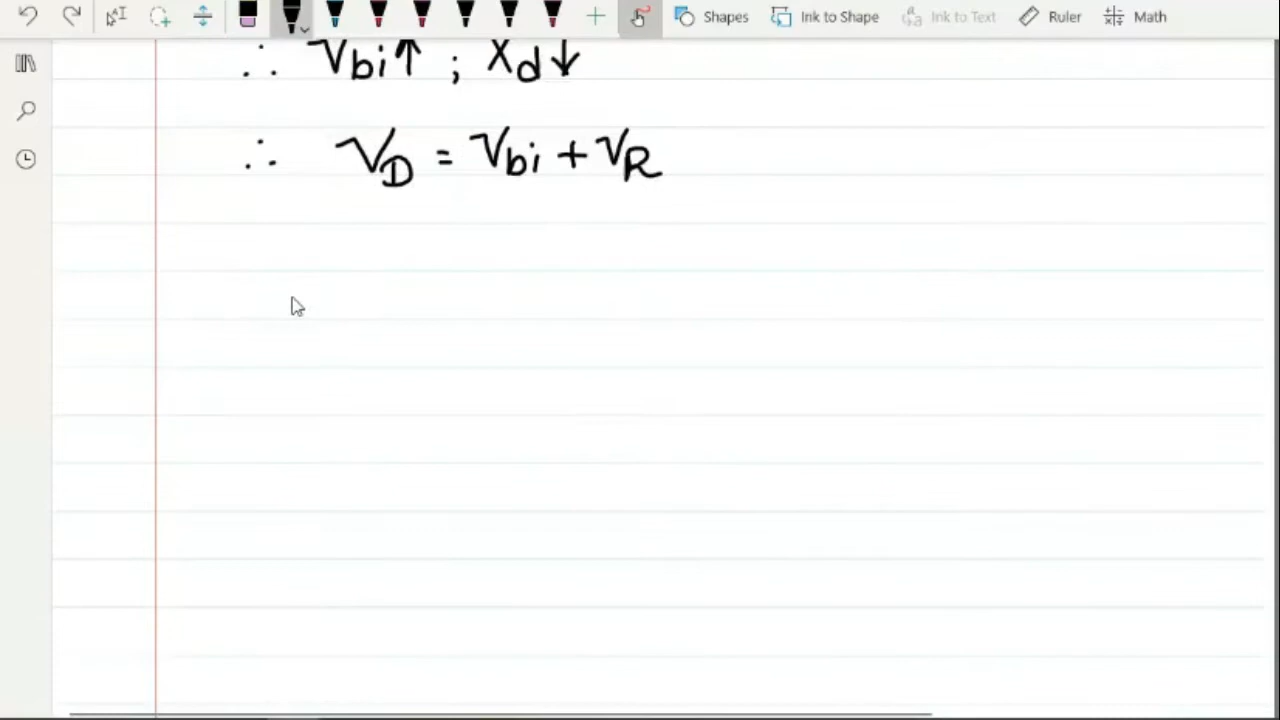 Shapes Ink to Shape Ink to Text Ruler Math
∴ Vbi↑ ; Xd↓
∴ VD = Vbi + VR